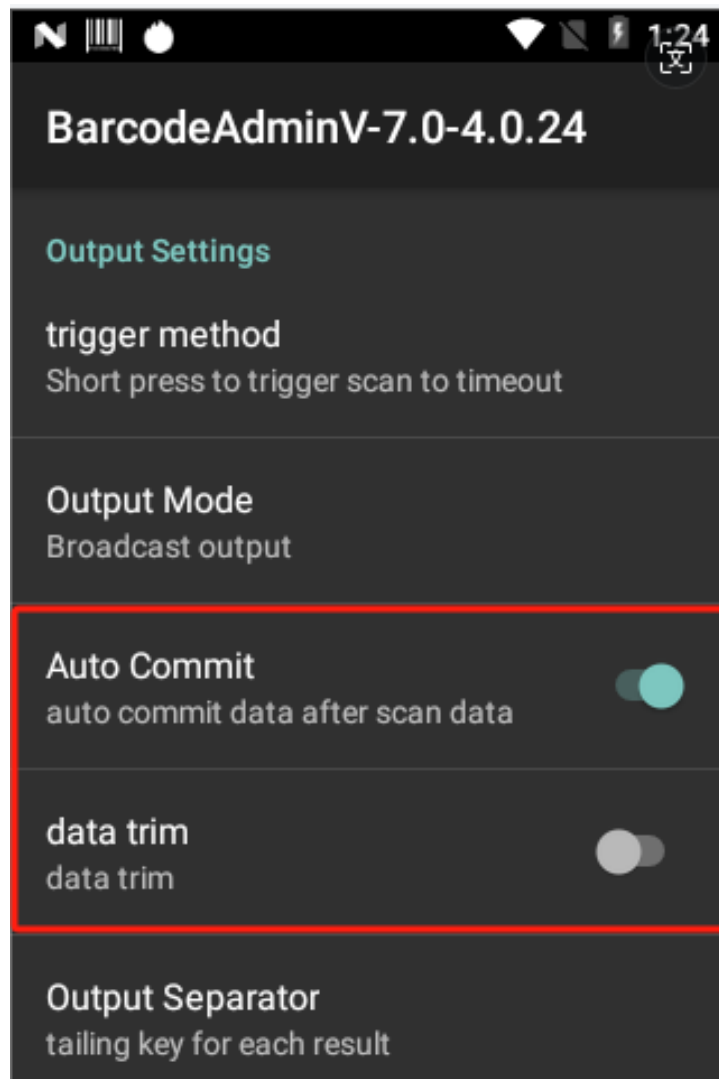 1:24
BarcodeAdminV-7.0-4.0.24
Output Settings
trigger method
Short press to trigger scan to timeout
Output Mode
Broadcast output
Auto Commit
auto commit data after scan data
data trim
data trim
Output Separator
tailing key for each result